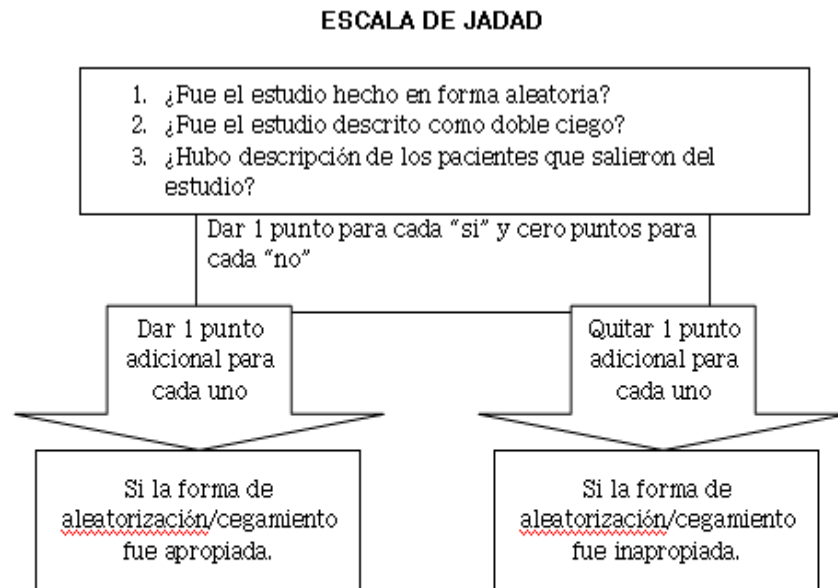 ESCALA DE JADAD
1. ¿Fue el estudio hecho en forma aleatoria?
2. ¿Fue el estudio descrito como doble ciego?
3. ¿Hubo descripción de los pacientes que salieron del
estudio?
Dar 1 punto para cada “si” y cero puntos para
cada “no”
Dar 1 punto
adicional para
cada uno
Quitar 1 punto
adicional para
cada uno
Si la forma de
aleatorización/cegamiento
fue apropiada.
Si la forma de
aleatorización/cegamiento
fue inapropiada.